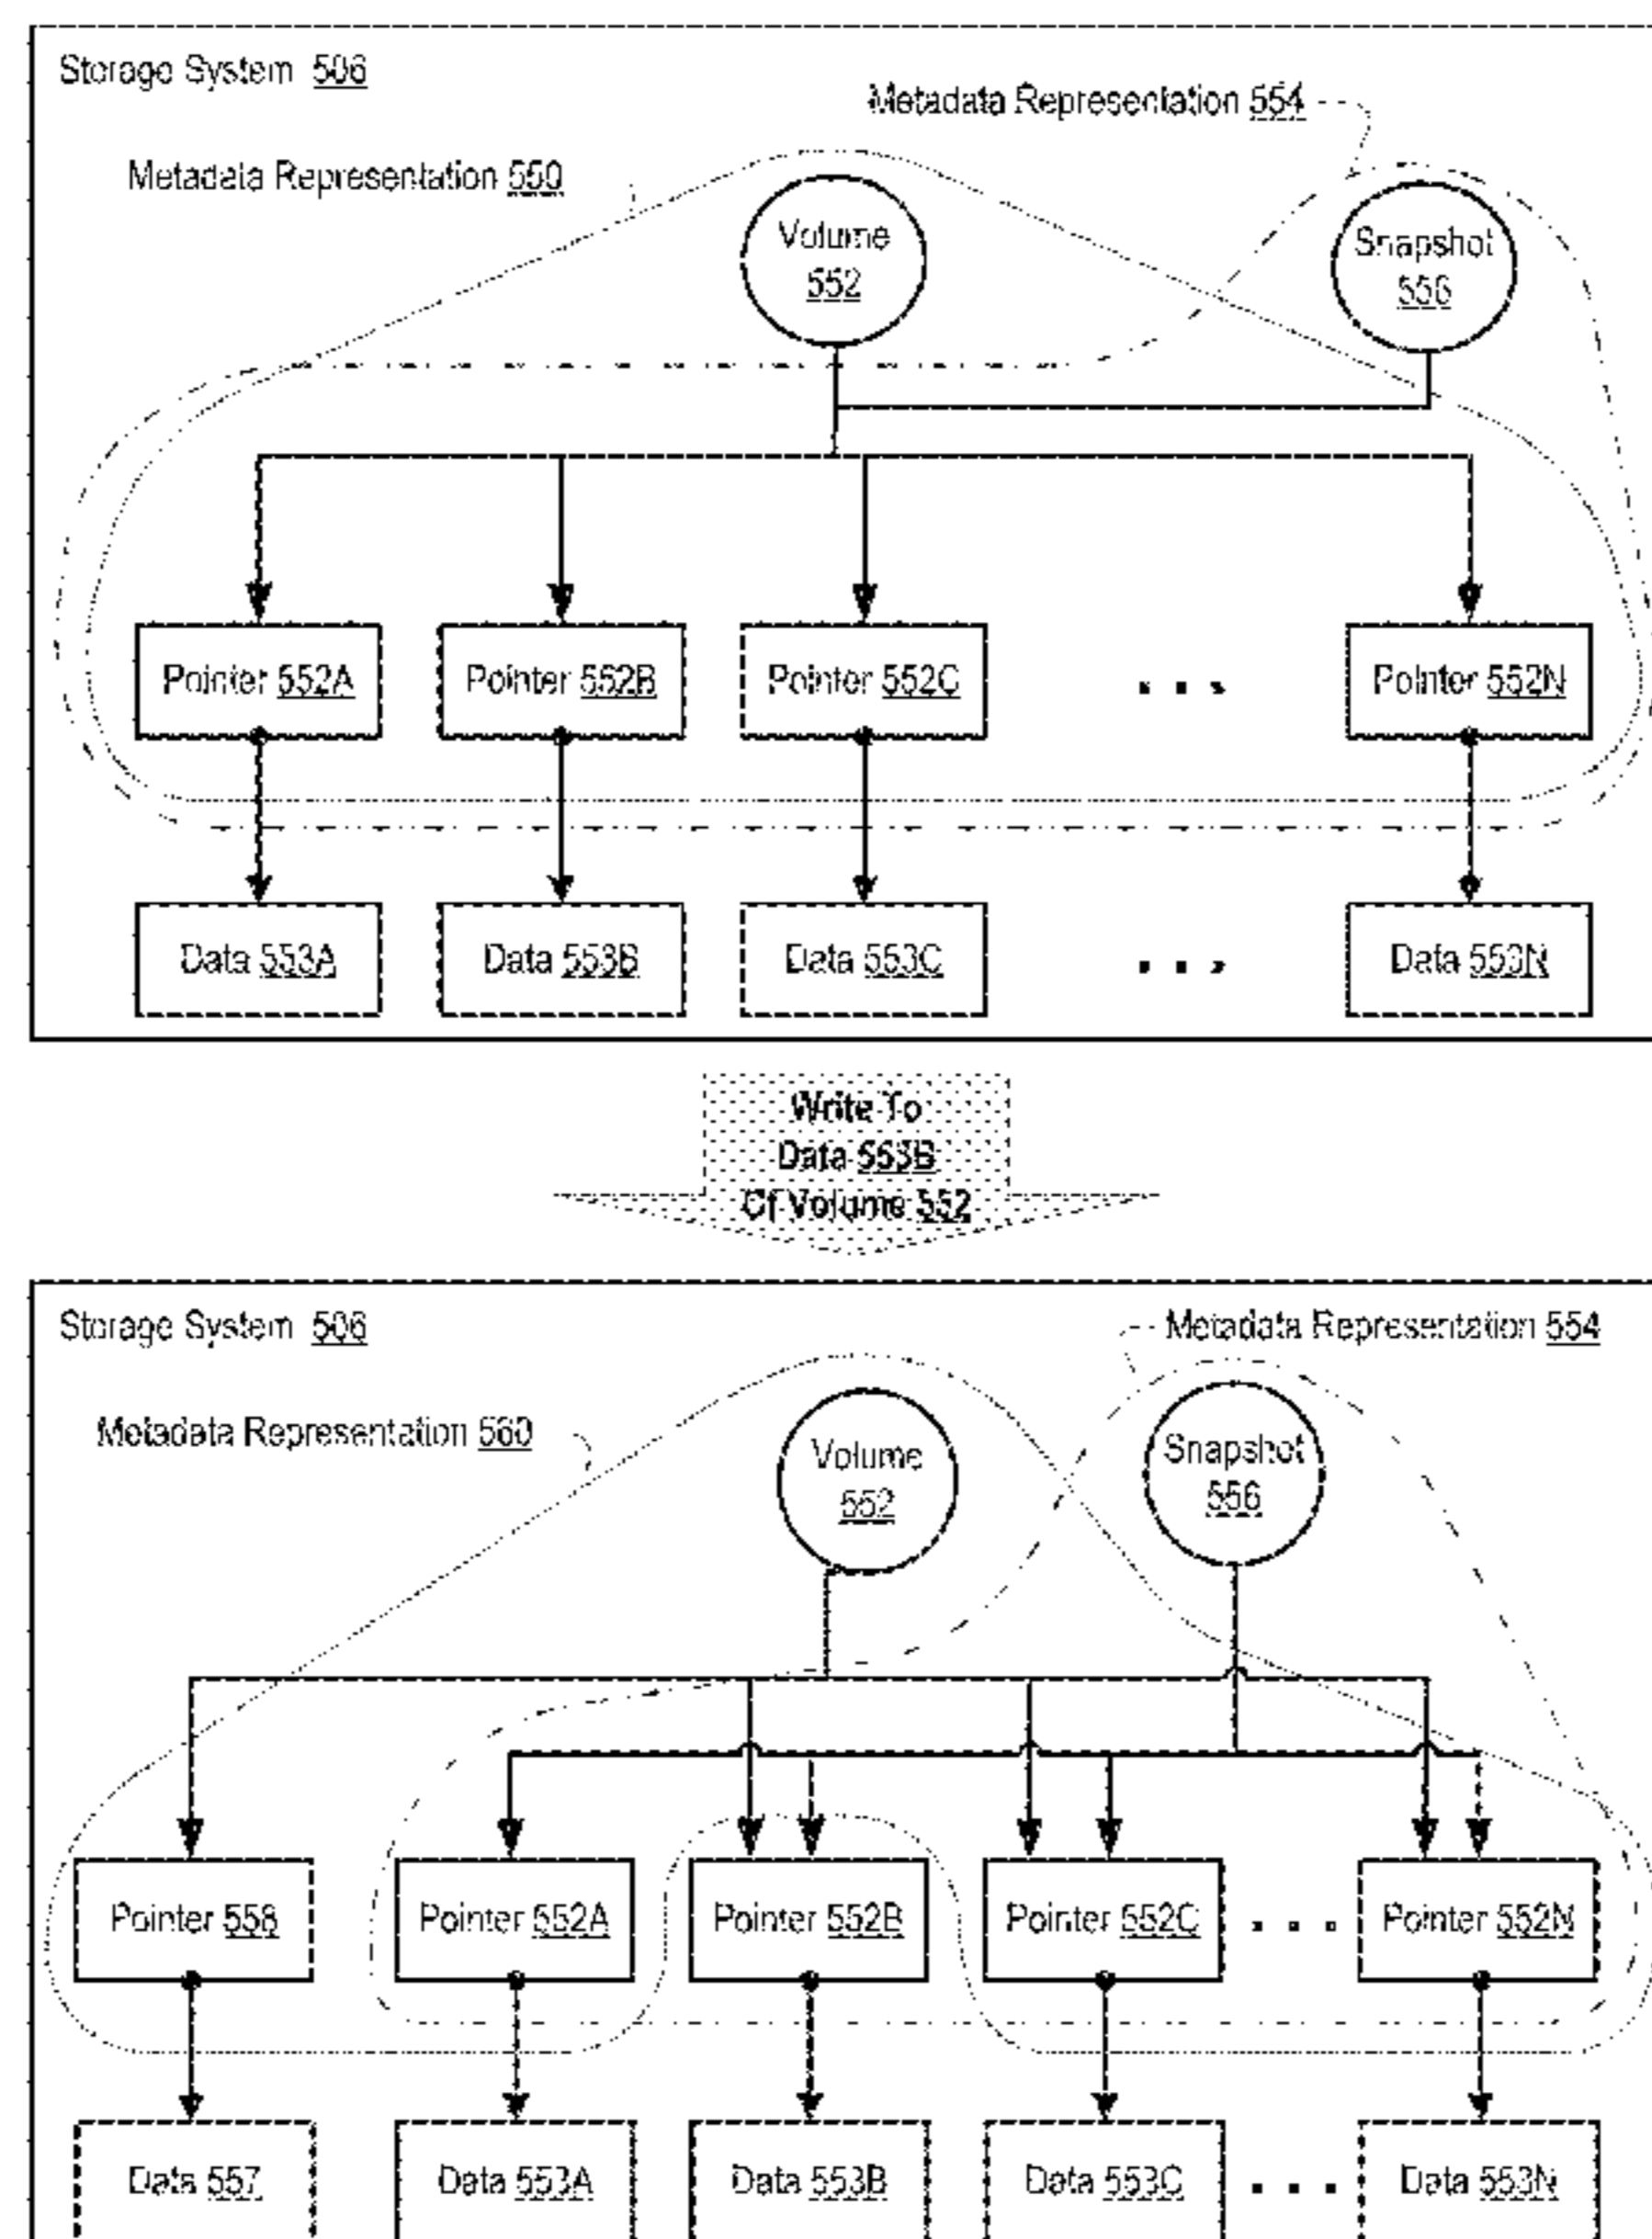 Storage System 506
Metadata Representation 554
Metadata Representation 550
Volume
552
Snapshot
556
Pointer 552A
Pointer 552B
Pointer 552C
. . .
Pointer 552N
Data 553A
Data 553B
Data 553C
. . .
Data 553N
Write To
Data 553B
Of Volume 552
Storage System 506
Metadata Representation 554
Metadata Representation 560
Volume
552
Snapshot
556
Pointer 558
Pointer 552A
Pointer 552B
Pointer 552C
. . .
Pointer 552N
Data 557
Data 553A
Data 553B
Data 553C
. . .
Data 553N